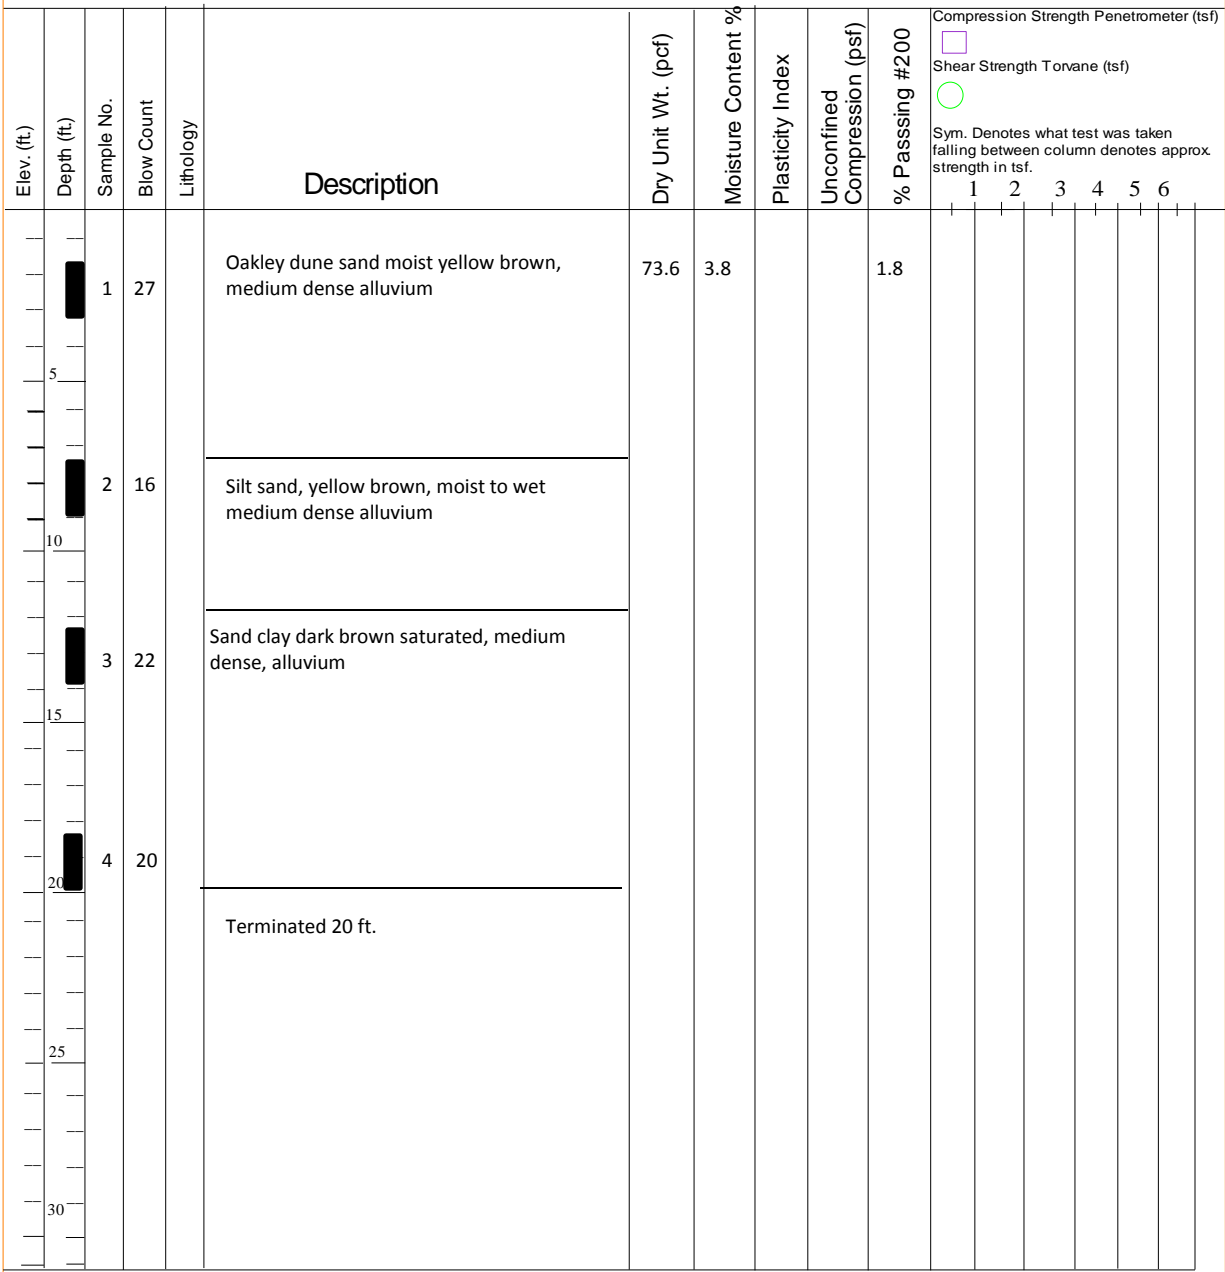 Elev. (ft.)
Depth (ft.)
Sample No.
Blow Count
Lithology
Description
Dry Unit Wt. (pcf)
Moisture Content %
Plasticity Index
Unconfined
Compression (psf)
% Passsing #200
Compression Strength Penetrometer (tsf)
Shear Strength Torvane (tsf)
Sym. Denotes what test was taken
falling between column denotes approx.
strength in tsf.
1 2 3 4 5 6
Oakley dune sand moist yellow brown,
medium dense alluvium
73.6 3.8 1.8
1 27
5
2 16
Silt sand, yellow brown, moist to wet
medium dense alluvium
10
Sand clay dark brown saturated, medium
dense, alluvium
3 22
15
4 20
20
Terminated 20 ft.
25
30